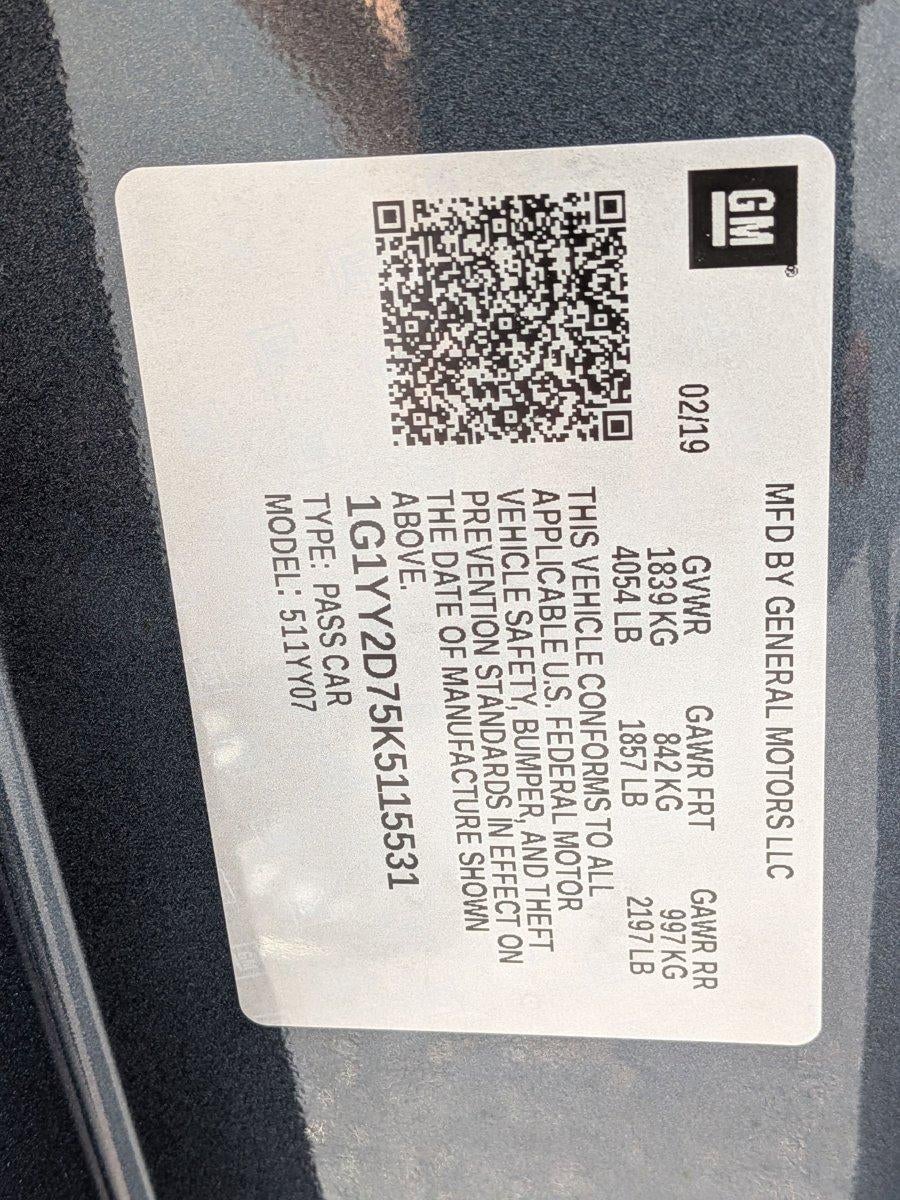 GM
MFD BY GENERAL MOTORS LLC
02/19
GVWR GAWR FRT GAWR RR
1839 KG 842 KG 997 KG
4054 LB 1857 LB 2197 LB
THIS VEHICLE CONFORMS TO ALL
APPLICABLE U.S. FEDERAL MOTOR
VEHICLE SAFETY, BUMPER, AND THEFT
PREVENTION STANDARDS IN EFFECT ON
THE DATE OF MANUFACTURE SHOWN
ABOVE.
1G1YY2D75K5115531
TYPE: PASS CAR
MODEL: 511YY07